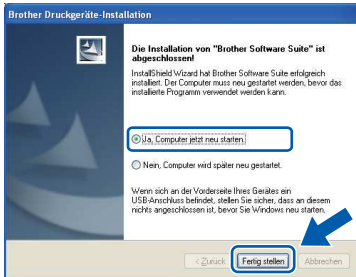 Brother Druckgeräte-Installation
Die Installation von "Brother Software Suite" ist
abgeschlossen!
InstallShield Wizard hat Brother Software Suite erfolgreich
installiert. Der Computer muss neu gestartet werden, bevor das
installierte Programm verwendet werden kann.
Ja, Computer jetzt neu starten.
Nein, Computer wird später neu gestartet.
Wenn sich an der Vorderseite Ihres Gerätes ein
USB-Anschluss befindet, stellen Sie sicher, dass an diesem
nichts angeschlossen ist, bevor Sie Windows neu starten.
< Zurück Fertig stellen Abbrechen